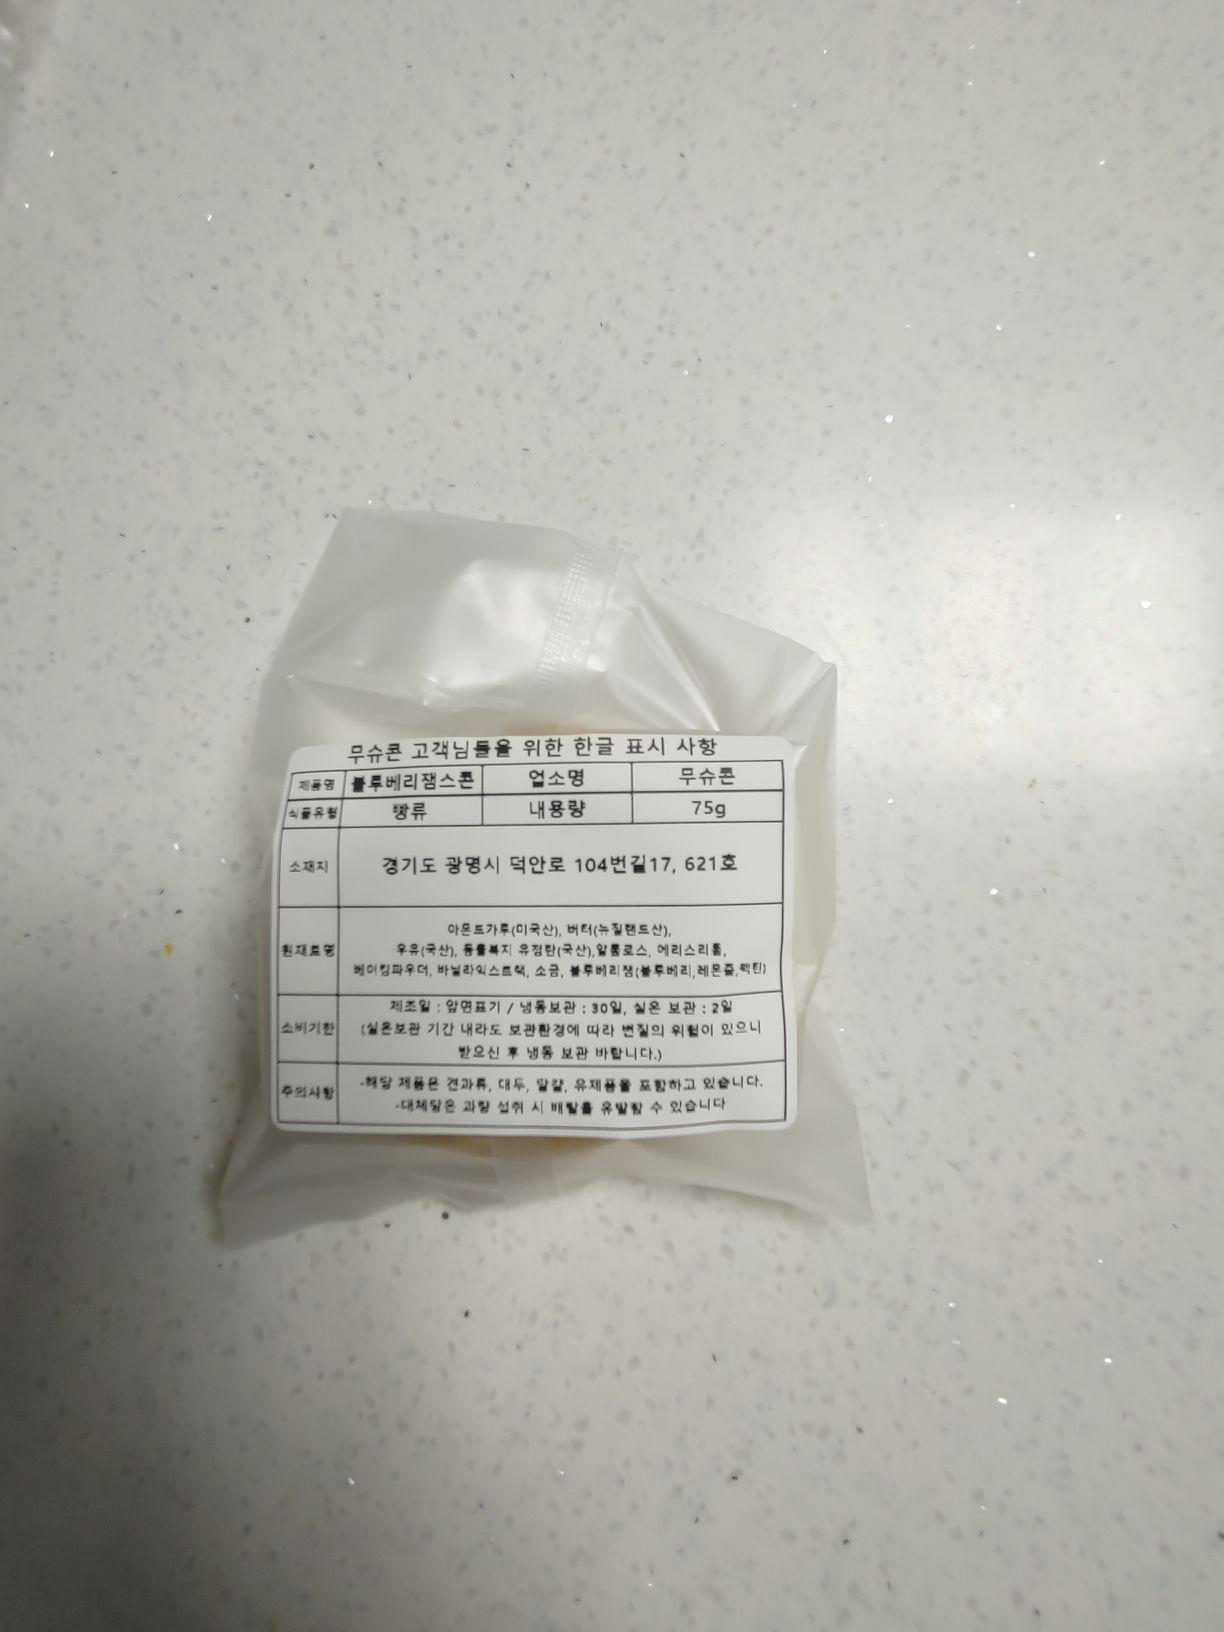 무슈콘 고객님들을 위한 한글 표시 사항
제품명 블루베리잼스콘 업소명 무슈콘
식품유형 빵류 내용량 75g
소재지 경기도 광명시 덕안로 104번길17, 621호
원재료명 아몬드가루(미국산), 버터(뉴질랜드산),
우유(국산), 동물복지 유정란(국산),알룰로스, 에리스리톨,
베이킹파우더, 바닐라익스트랙, 소금, 블루베리잼(블루베리,레몬즙,펙틴)
소비기한 제조일 : 앞면표기 / 냉동보관 : 30일, 실온 보관 : 2일
(실온보관 기간 내라도 보관환경에 따라 변질의 위험이 있으니
받으신 후 냉동 보관 바랍니다.)
주의사항 -해당 제품은 견과류, 대두, 달걀, 유제품을 포함하고 있습니다.
-대체당은 과량 섭취 시 배탈을 유발할 수 있습니다